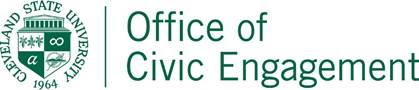 CLEVELAND STATE UNIVERSITY
1964
Office of
Civic Engagement